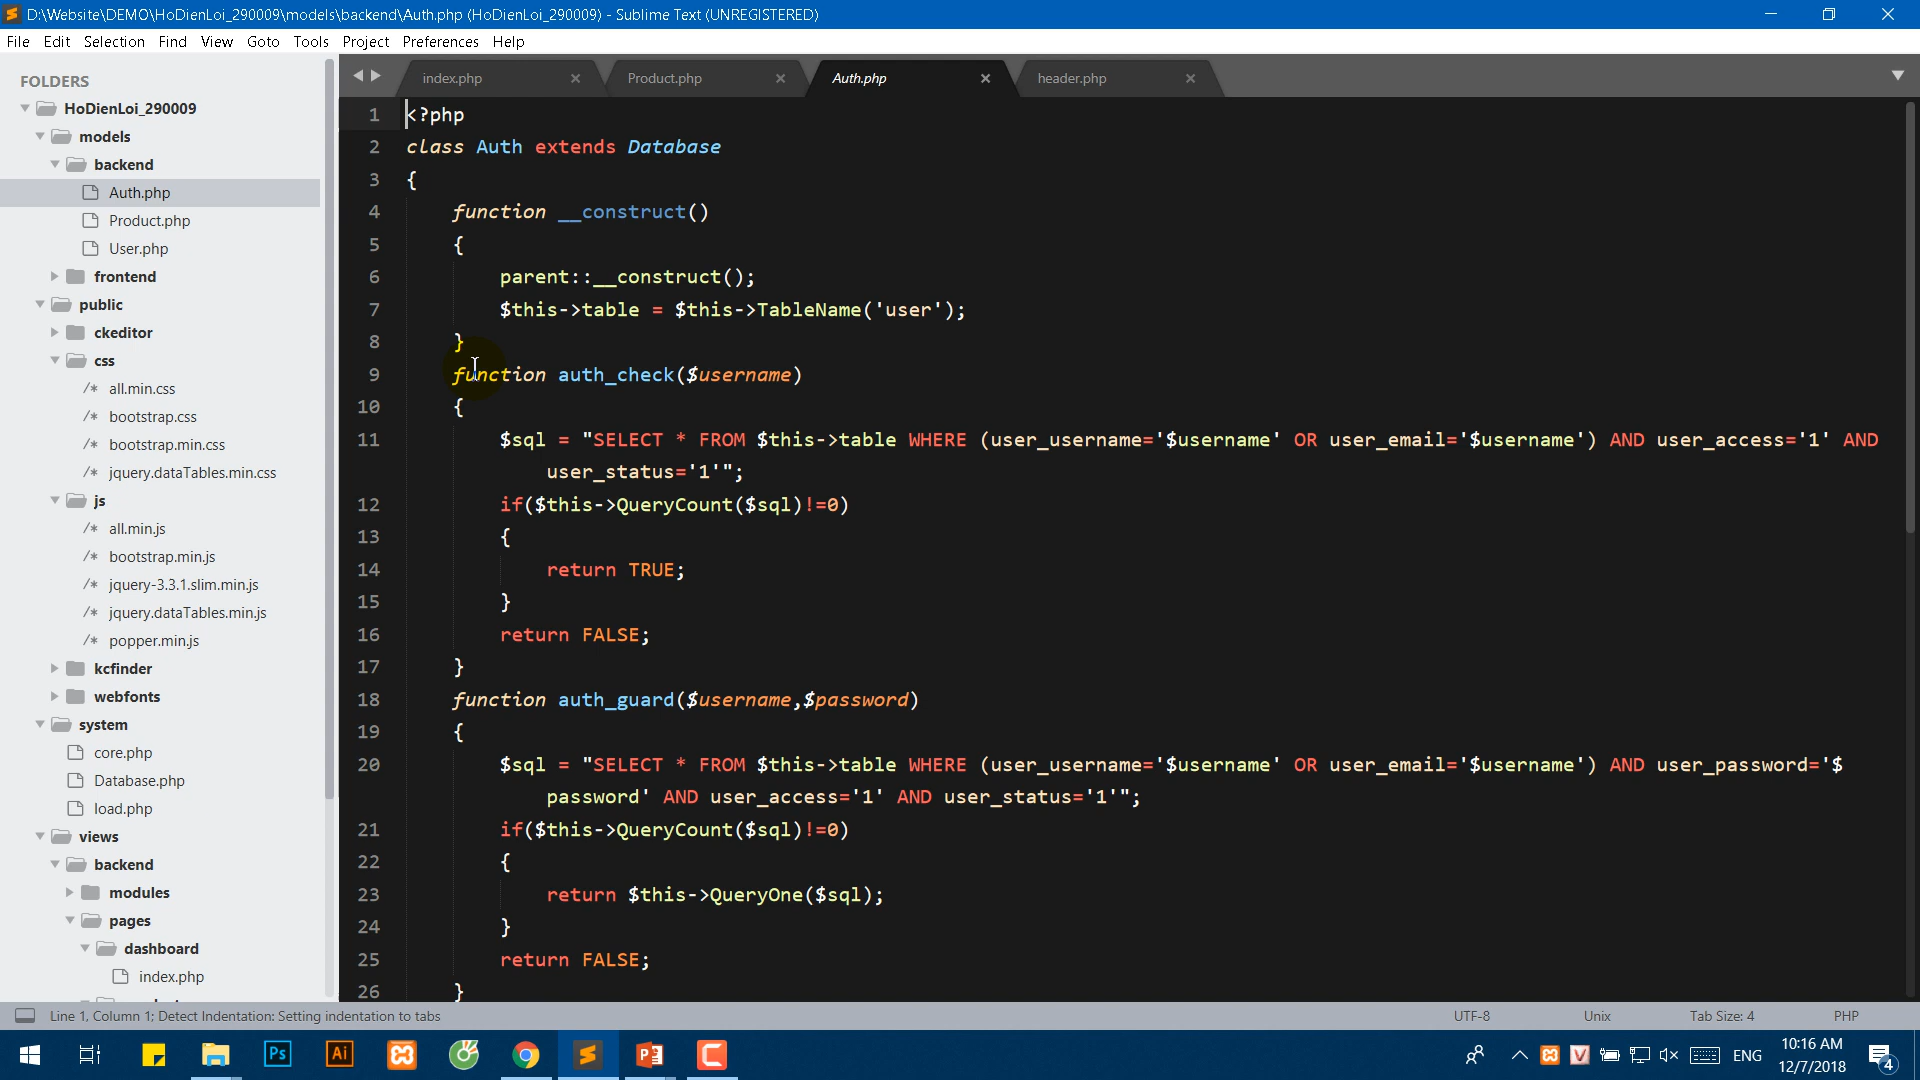 D:\Website\DEMO\HoDienLoi_290009\models\backend\Auth.php (HoDienLoi_290009) - Sublime Text (UNREGISTERED)
File Edit Selection Find View Goto Tools Project Preferences Help
FOLDERS
HoDienLoi_290009
models
backend
Auth.php
Product.php
User.php
frontend
public
ckeditor
css
/* all.min.css
/* bootstrap.css
/* bootstrap.min.css
/* jquery.dataTables.min.css
js
/* all.min.js
/* bootstrap.min.js
/* jquery-3.3.1.slim.min.js
/* jquery.dataTables.min.js
/* popper.min.js
kcfinder
webfonts
system
core.php
Database.php
load.php
views
backend
modules
pages
dashboard
index.php
index.php Product.php Auth.php header.php
1 <?php
2 class Auth extends Database
3 {
4 function __construct()
5 {
6 parent::__construct();
7 $this->table = $this->TableName('user');
8 }
9 function auth_check($username)
10 {
11 $sql = "SELECT * FROM $this->table WHERE (user_username='$username' OR user_email='$username') AND user_access='1' AND
user_status='1'";
12 if($this->QueryCount($sql)!=0)
13 {
14 return TRUE;
15 }
16 return FALSE;
17 }
18 function auth_guard($username,$password)
19 {
20 $sql = "SELECT * FROM $this->table WHERE (user_username='$username' OR user_email='$username') AND user_password='$
password' AND user_access='1' AND user_status='1'";
21 if($this->QueryCount($sql)!=0)
22 {
23 return $this->QueryOne($sql);
24 }
25 return FALSE;
26 }
Line 1, Column 1; Detect Indentation: Setting indentation to tabs UTF-8 Unix Tab Size: 4 PHP
Ps Ai ENG 10:16 AM
12/7/2018 4